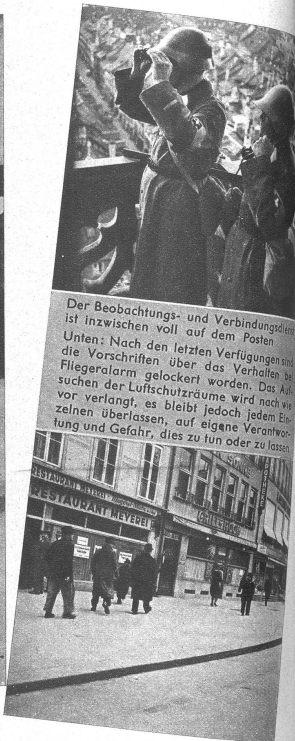 Der Beobachtungs- und Verbindungsdienst
ist inzwischen voll auf dem Posten
Unten: Nach den letzten Verfügungen sind
die Vorschriften über das Verhalten bei
Fliegeralarm gelockert worden. Das Auf-
suchen der Luftschutzräume wird nach wie
vor verlangt, es bleibt jedoch jedem Ein-
zelnen überlassen, auf eigene Verantwor-
tung und Gefahr, dies zu tun oder zu lassen
RESTAURANT MEYEREI
RESTAURANT MEYEREI